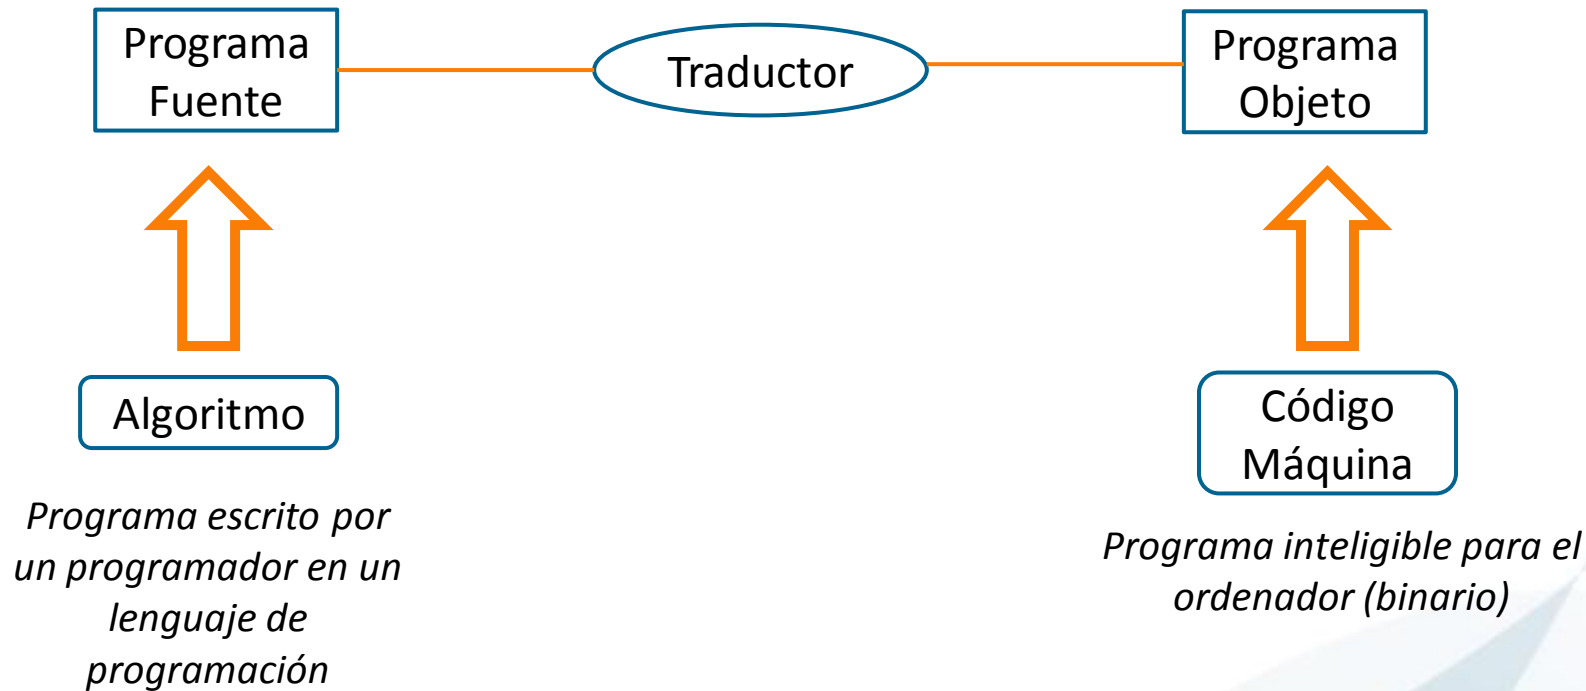 Programa
Fuente
Traductor
Programa
Objeto
Algoritmo
Programa escrito por
un programador en un
lenguaje de
programación
Código
Máquina
Programa inteligible para el
ordenador (binario)